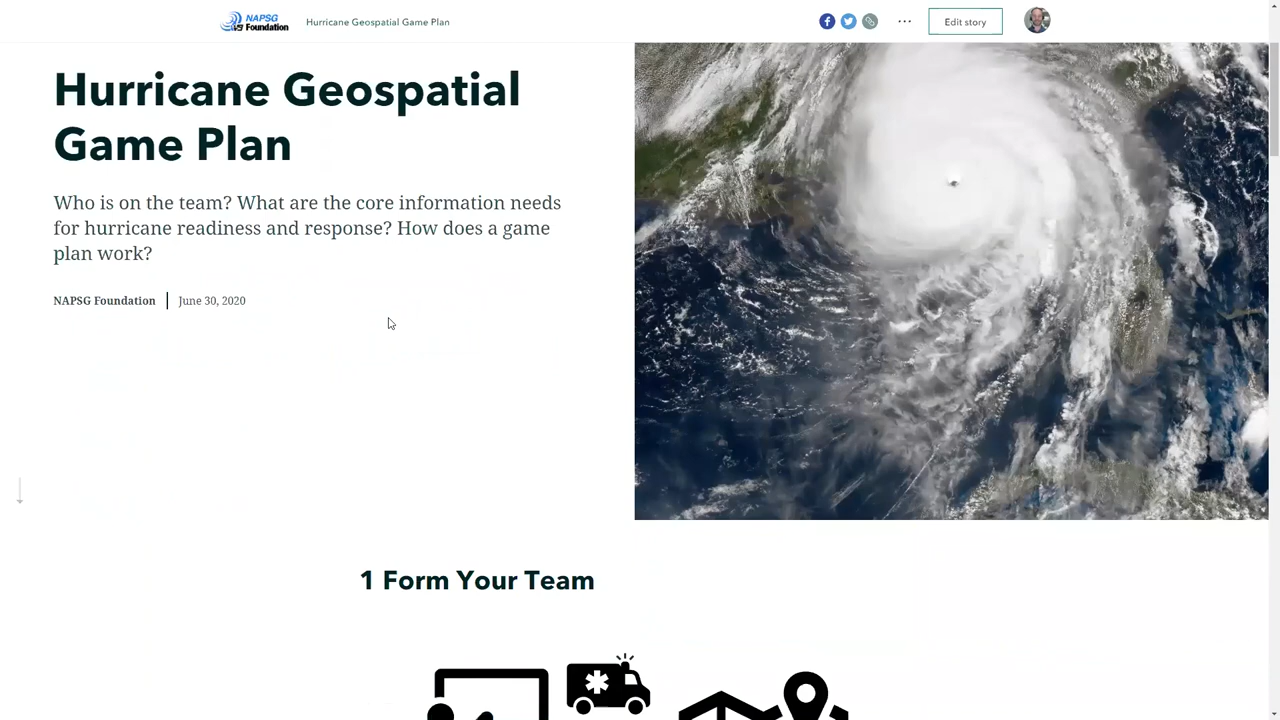 NAPSG
Foundation
Hurricane Geospatial Game Plan
Edit story
Hurricane Geospatial
Game Plan
Who is on the team? What are the core information needs
for hurricane readiness and response? How does a game
plan work?
NAPSG Foundation | June 30, 2020
1 Form Your Team